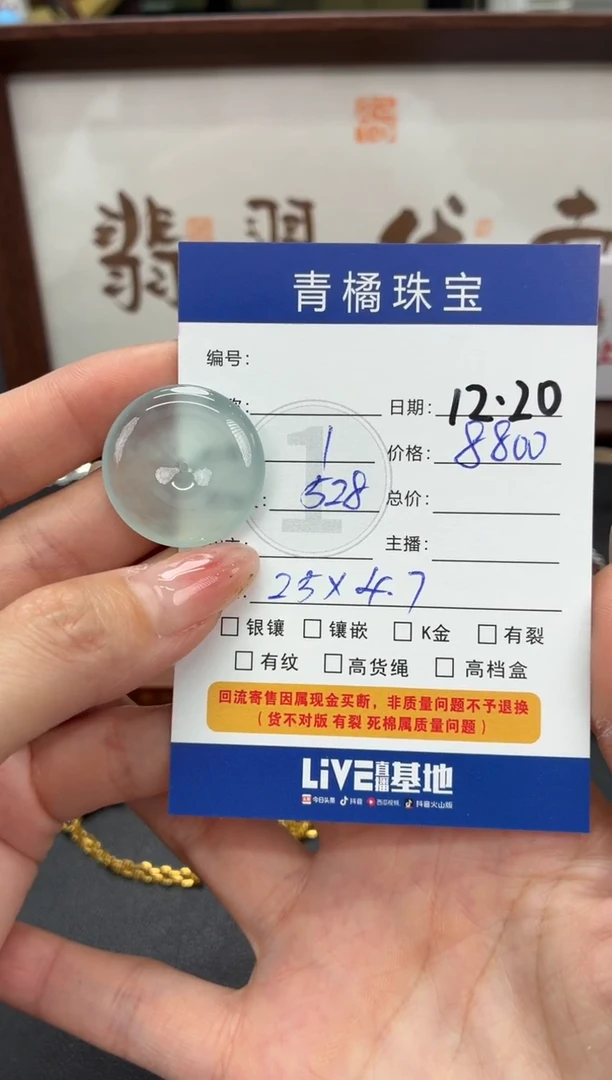 翡翠
青橘珠宝
编号：
日期：12.20
1 价格：8800
528 总价：
主播：
25×4.7
□银镶 □镶嵌 □K金 □有裂
□有纹 □高货绳 □高档盒
回流寄售因属现金买断，非质量问题不予退换
（货不对版 有裂 死棉属质量问题）
LiVE直播基地
今日头条 抖音 西瓜视频 抖音火山版